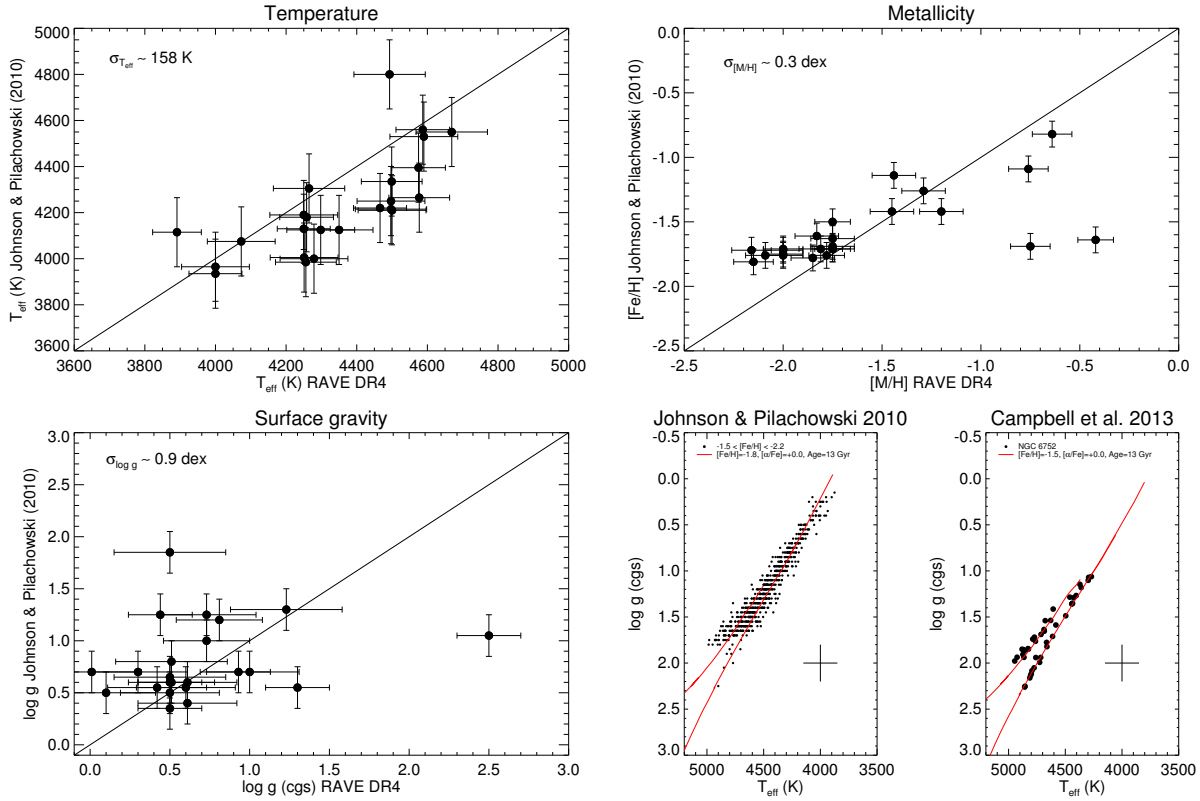 Temperature
σ_Teff ~ 158 K
T_eff (K) Johnson & Pilachowski (2010)
5000
4800
4600
4400
4200
4000
3800
3600
3600 3800 4000 4200 4400 4600 4800 5000
T_eff (K) RAVE DR4
Metallicity
σ_[M/H] ~ 0.3 dex
[Fe/H] Johnson & Pilachowski (2010)
0.0
-0.5
-1.0
-1.5
-2.0
-2.5
-2.5 -2.0 -1.5 -1.0 -0.5 0.0
[M/H] RAVE DR4
Surface gravity
σ_log g ~ 0.9 dex
log g Johnson & Pilachowski (2010)
3.0
2.5
2.0
1.5
1.0
0.5
0.0
0.0 0.5 1.0 1.5 2.0 2.5 3.0
log g (cgs) RAVE DR4
Johnson & Pilachowski 2010
-1.5 < [Fe/H] < -2.2
[Fe/H]=-1.8, [α/Fe]=+0.0, Age=13 Gyr
log g (cgs)
-0.5
0.0
0.5
1.0
1.5
2.0
2.5
3.0
5000 4500 4000 3500
T_eff (K)
Campbell et al. 2013
NGC 6752
[Fe/H]=-1.5, [α/Fe]=+0.0, Age=13 Gyr
log g (cgs)
-0.5
0.0
0.5
1.0
1.5
2.0
2.5
3.0
5000 4500 4000 3500
T_eff (K)